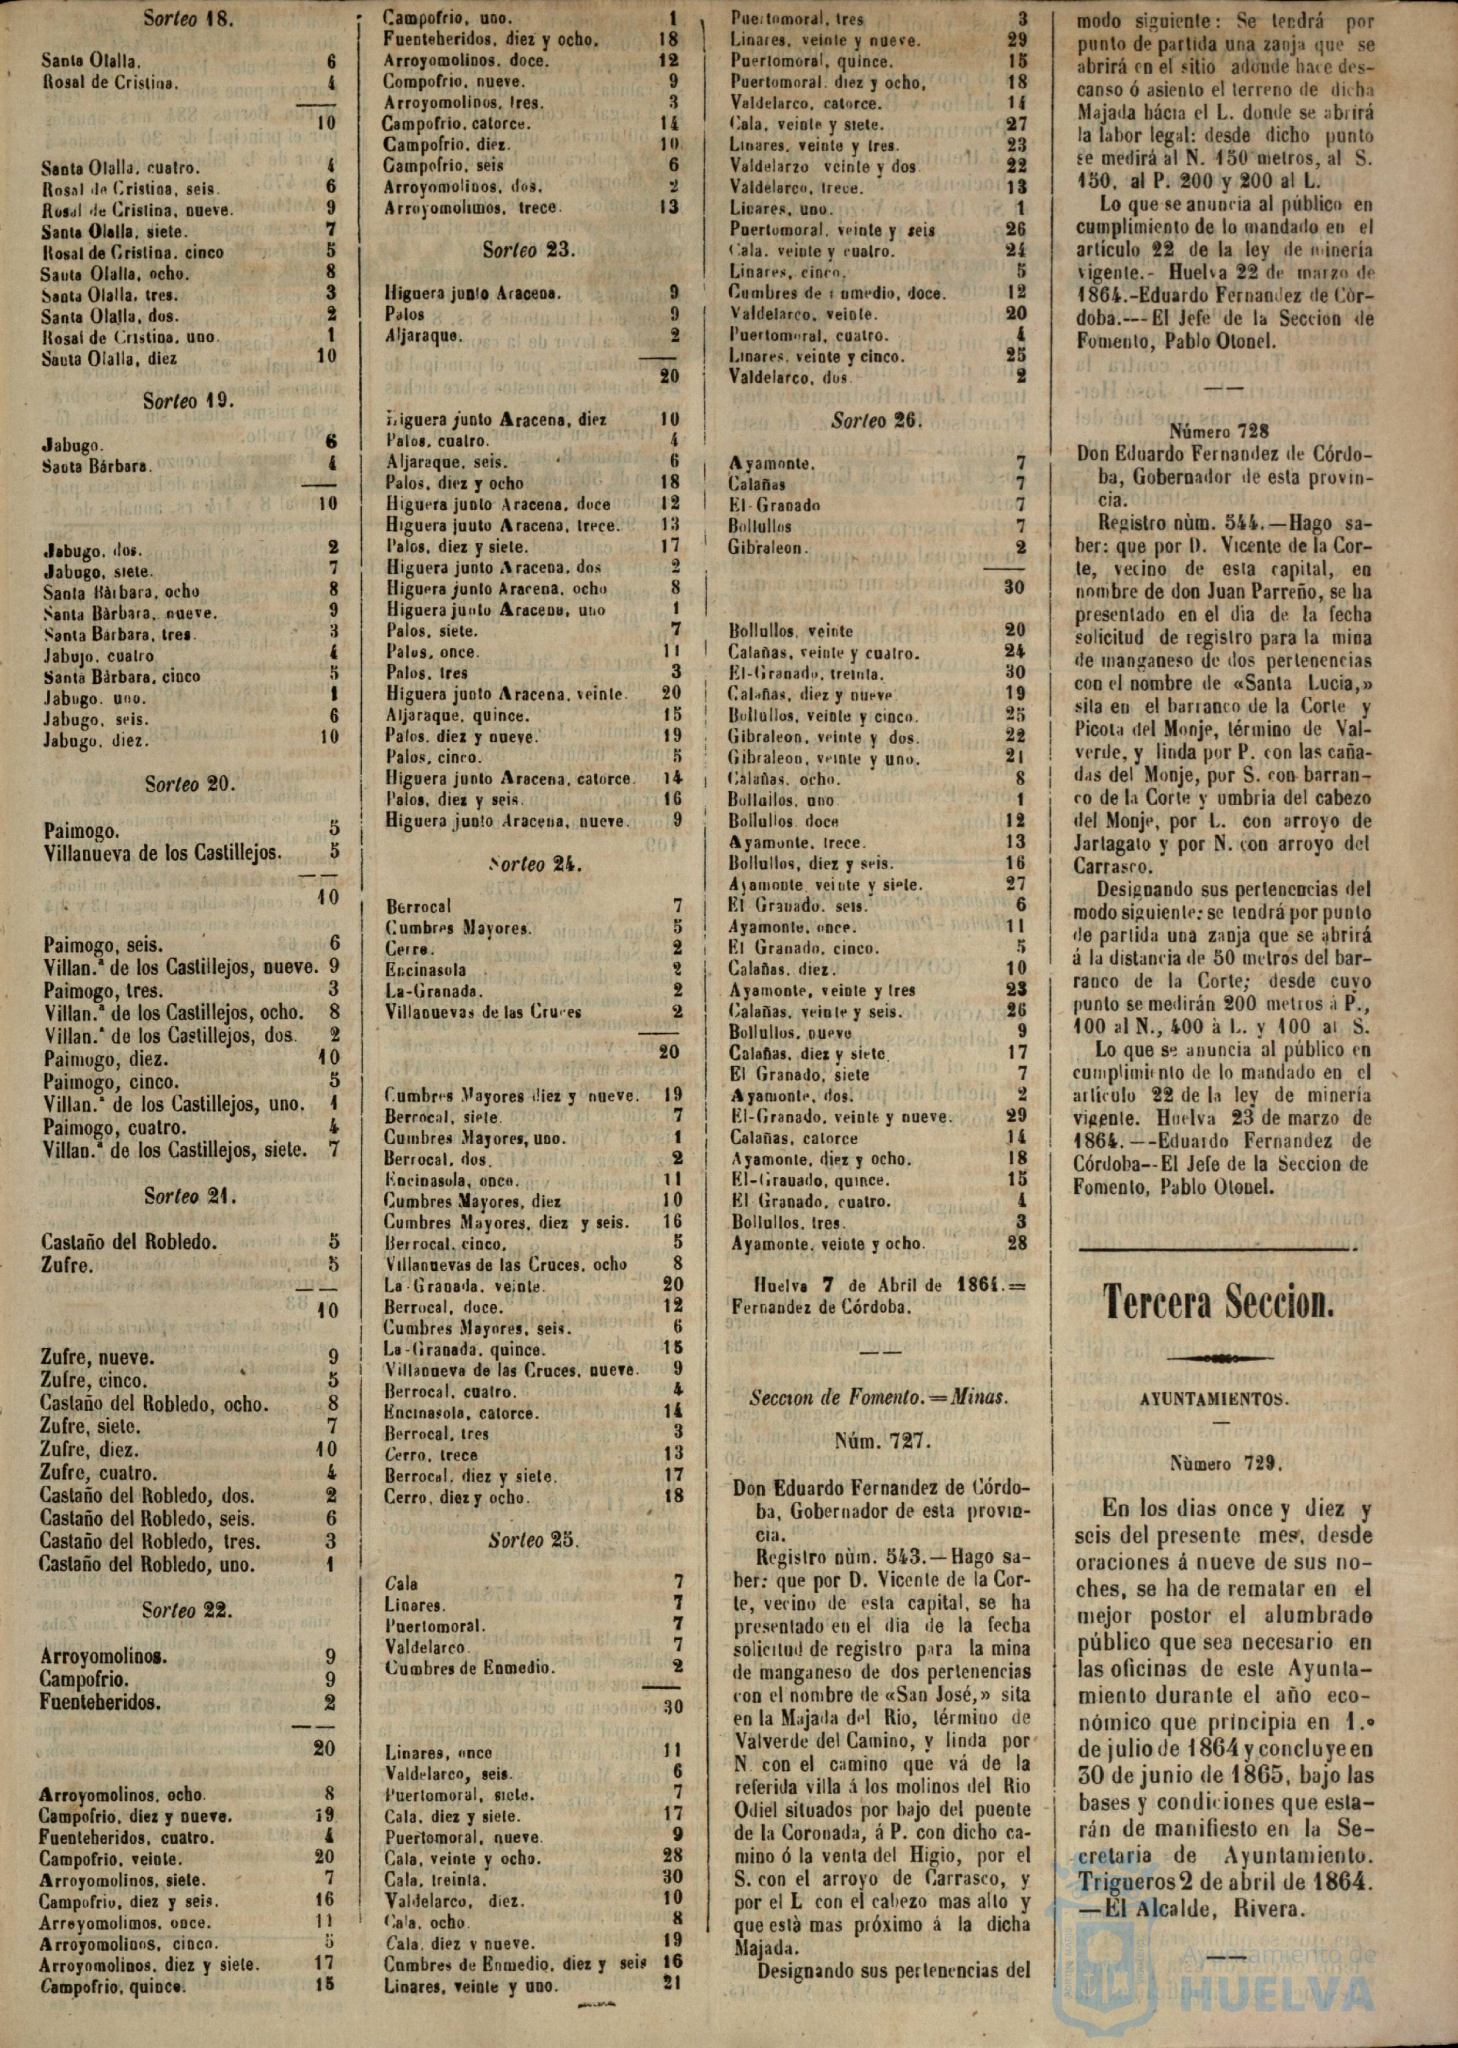 Sorteo 18.
Santa Olalla. 6
Rosal de Cristina. 4
10
Santa Olalla, cuatro. 4
Rosal de Cristina, seis. 6
Rosal de Cristina, nueve. 9
Santa Olalla, siete. 7
Rosal de Cristina, cinco 5
Santa Olalla, ocho. 8
Santa Olalla, tres. 3
Santa Olalla, dos. 2
Rosal de Cristina, uno. 1
Santa Olalla, diez 10
Sorteo 19.
Jabugo. 6
Santa Bárbara. 4
10
Jabugo, dos. 2
Jabugo, siete. 7
Santa Bàrbara, ocho 8
Santa Bàrbara, nueve. 9
Santa Bárbara, tres. 3
Jabujo, cuatro 4
Santa Bàrbara, cinco 5
Jabugo, uno. 1
Jabugo, seis. 6
Jabugo, diez. 10
Sorteo 20.
Paimogo. 5
Villanueva de los Castillejos. 5
10
Paimogo, seis. 6
Villan.ª de los Castillejos, nueve. 9
Paimogo, tres. 3
Villan.ª de los Castillejos, ocho. 8
Villan.ª de los Castillejos, dos. 2
Paimogo, diez. 10
Paimogo, cinco. 5
Villan.ª de los Castillejos, uno. 1
Paimogo, cuatro. 4
Villan.ª de los Castillejos, siete. 7
Sorteo 21.
Castaño del Robledo. 5
Zufre. 5
10
Zufre, nueve. 9
Zufre, cinco. 5
Castaño del Robledo, ocho. 8
Zufre, siete. 7
Zufre, diez. 10
Zufre, cuatro. 4
Castaño del Robledo, dos. 2
Castaño del Robledo, seis. 6
Castaño del Robledo, tres. 3
Castaño del Robledo, uno. 1
Sorteo 22.
Arroyomolinos. 9
Campofrio. 9
Fuenteheridos. 2
20
Arroyomolinos, ocho. 8
Campofrio, diez y nueve. 19
Fuenteheridos, cuatro. 4
Campofrio, veinte. 20
Arroyomolinos, siete. 7
Campofrio, diez y seis. 16
Arroyomolimos, once. 11
Arroyomolinos, cinco. 5
Arroyomolinos, diez y siete. 17
Campofrio, quince. 15
Campofrio, uno. 1
Fuenteheridos, diez y ocho. 18
Arroyomolinos, doce. 12
Compofrio, nueve. 9
Arroyomolinos, tres. 3
Campofrio, catorce. 14
Campofrio, diez. 10
Campofrio, seis 6
Arroyomolinos, dos. 2
Arroyomolimos, trece. 13
Sorteo 23.
Higuera junto Aracena. 9
Palos 9
Aljaraque. 2
20
Higuera junto Aracena, diez 10
Palos, cuatro. 4
Aljaraque, seis. 6
Palos, diez y ocho 18
Higuera junto Aracena, doce 12
Higuera junto Aracena, trece. 13
Palos, diez y siete. 17
Higuera junto Aracena, dos 2
Higuera junto Aracena, ocho 8
Higuera junto Aracena, uno 1
Palos, siete. 7
Palos, once. 11
Palos, tres 3
Higuera junto Aracena, veinte. 20
Aljaraque, quince. 15
Palos, diez y nueve. 19
Palos, cinco. 5
Higuera junto Aracena, catorce. 14
Palos, diez y seis. 16
Higuera junto Aracena, nueve. 9
Sorteo 24.
Berrocal 7
Cumbres Mayores. 5
Cerro. 2
Encinasola 2
La-Granada. 2
Villanuevas de las Cruces 2
20
Cumbres Mayores diez y nueve. 19
Berrocal, siete. 7
Cumbres Mayores, uno. 1
Berrocal, dos. 2
Encinasola, once. 11
Cumbres Mayores, diez 10
Cumbres Mayores, diez y seis. 16
Berrocal, cinco. 5
Villanuevas de las Cruces, ocho 8
La-Granada, veinte. 20
Berrocal, doce. 12
Cumbres Mayores, seis. 6
La-Granada, quince. 15
Villanueva de las Cruces, nueve. 9
Berrocal, cuatro. 4
Encinasola, catorce. 14
Berrocal, tres 3
Cerro, trece 13
Berrocal, diez y siete. 17
Cerro, diez y ocho. 18
Sorteo 25.
Cala 7
Linares. 7
Puertomoral. 7
Valdelarco 7
Cumbres de Enmedio. 2
30
Linares, once 11
Valdelarco, seis. 6
Puertomoral, siete. 7
Cala, diez y siete. 17
Puertomoral, nueve. 9
Cala, veinte y ocho. 28
Cala, treinta. 30
Valdelarco, diez. 10
Cala, ocho. 8
Cala, diez y nueve. 19
Cumbres de Enmedio, diez y seis 16
Linares, veinte y uno. 21
Puertomoral, tres 3
Linares, veinte y nueve. 29
Puertomoral, quince. 15
Puertomoral, diez y ocho, 18
Valdelarco, catorce. 14
Cala, veinte y siete. 27
Linares, veinte y tres. 23
Valdelarzo veinte y dos 22
Valdelarco, trece. 13
Linares, uno. 1
Puertomoral, veinte y seis 26
Cala, veinte y cuatro. 24
Linares, cinco. 5
Cumbres de Enmedio, doce. 12
Valdelarco, veinte. 20
Puertomoral, cuatro. 4
Linares, veinte y cinco. 25
Valdelarco, dos 2
Sorteo 26.
Ayamonte. 7
Calañas 7
El-Granado 7
Bollullos 7
Gibraleon. 2
30
Bollullos, veinte 20
Calañas, veinte y cuatro. 24
El-Granado, treinta. 30
Calañas, diez y nueve 19
Bollullos, veinte y cinco. 25
Gibraleon, veinte y dos. 22
Gibraleon, veinte y uno. 21
Calañas, ocho. 8
Bollullos, uno 1
Bollullos doce 12
Ayamonte, trece. 13
Bollullos, diez y seis. 16
Ayamonte veinte y siete. 27
El Granado, seis. 6
Ayamonte, once. 11
El Granado, cinco. 5
Calañas, diez. 10
Ayamonte, veinte y tres 23
Calañas, veinte y seis. 26
Bollullos, nueve 9
Calañas, diez y siete 17
El Granado, siete 7
Ayamonte, dos. 2
El-Granado, veinte y nueve. 29
Calañas, catorce 14
Ayamonte, diez y ocho. 18
El-Granado, quince. 15
El Granado, cuatro. 4
Bollullos, tres. 3
Ayamonte, veinte y ocho. 28
Huelva 7 de Abril de 1864.=
Fernandez de Córdoba.
Seccion de Fomento.=Minas.
Núm. 727.
Don Eduardo Fernandez de Córdo-
ba, Gobernador de esta provin-
cia.
Registro nùm. 543.—Hago sa-
ber: que por D. Vicente de la Cor-
te, vecino de esta capital, se ha
presentado en el dia de la fecha
solicitud de registro para la mina
de manganeso de dos pertenencias
con el nombre de «San José,» sita
en la Majada del Rio, término de
Valverde del Camino, y linda por
N. con el camino que vá de la
referida villa á los molinos del Rio
Odiel situados por bajo del puente
de la Coronada, á P. con dicho ca-
mino ó la venta del Higio, por el
S. con el arroyo de Carrasco, y
por el L con el cabezo mas alto y
que està mas próximo á la dicha
Majada.
Designando sus pertenencias del
modo siguiente: Se tendrá por
punto de partida una zanja que se
abrirá en el sitio adonde hace des-
canso ó asiento el terreno de dicha
Majada hácia el L. donde se abrirá
la labor legal: desde dicho punto
se medirá al N. 150 metros, al S.
150, al P. 200 y 200 al L.
Lo que se anuncia al público en
cumplimiento de lo mandado en el
artículo 22 de la ley de minería
vigente.- Huelva 22 de marzo de
1864.-Eduardo Fernandez de Còr-
doba.---El Jefe de la Seccion de
Fomento, Pablo Otonel.
Número 728
Don Eduardo Fernandez de Córdo-
ba, Gobernador de esta provin-
cia.
Registro nùm. 544.—Hago sa-
ber: que por D. Vicente de la Cor-
te, vecino de esta capital, en
nombre de don Juan Parreño, se ha
presentado en el dia de la fecha
solicitud de registro para la mina
de manganeso de dos pertenencias
con el nombre de «Santa Lucia,»
sita en el barranco de la Corte y
Picota del Monje, término de Val-
verde, y linda por P. con las caña-
das del Monje, por S. con barran-
co de la Corte y umbria del cabezo
del Monje, por L. con arroyo de
Jartagato y por N. con arroyo del
Carrasco.
Designando sus pertenencias del
modo siguiente: se tendrá por punto
de partida una zanja que se abrirá
á la distancia de 50 metros del bar-
ranco de la Corte; desde cuyo
punto se medirán 200 metros á P.,
100 al N., 400 à L. y 100 al S.
Lo que se anuncia al público en
cumplimiento de lo mandado en el
artículo 22 de la ley de minería
vigente. Huelva 23 de marzo de
1864.—-Eduardo Fernandez de
Córdoba--El Jefe de la Seccion de
Fomento, Pablo Otonel.
Tercera Seccion.
AYUNTAMIENTOS.
Nùmero 729.
En los dias once y diez y
seis del presente mes, desde
oraciones á nueve de sus no-
ches, se ha de rematar en el
mejor postor el alumbrado
público que sea necesario en
las oficinas de este Ayunta-
miento durante el año eco-
nómico que principia en 1.º
de julio de 1864 y concluye en
30 de junio de 1865, bajo las
bases y condiciones que esta-
rán de manifiesto en la Se-
cretaria de Ayuntamiento.
Trigueros 2 de abril de 1864.
—El Alcalde, Rivera.
Ayuntamiento de
HUELVA